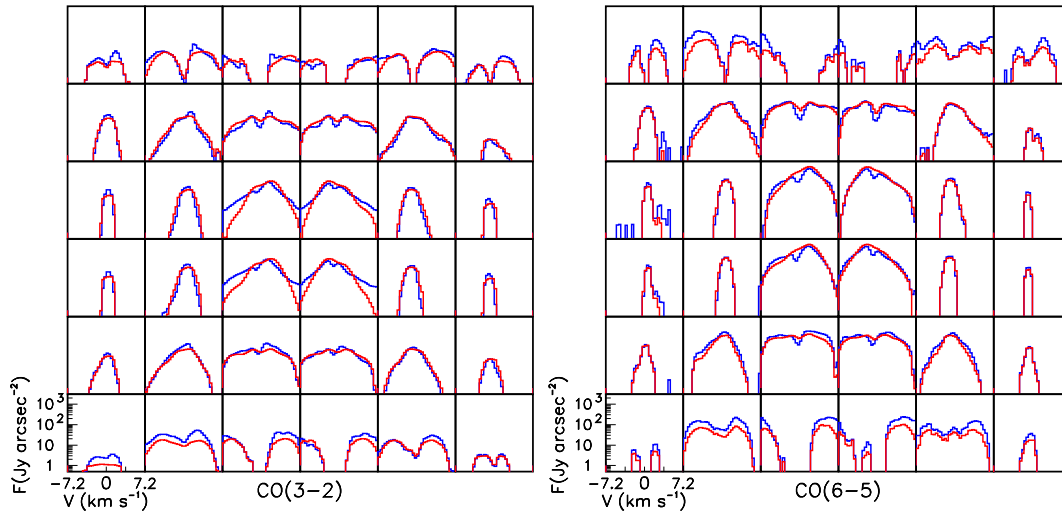 F(Jy arcsec⁻²)
10³
10²
10
1
−7.2 0 7.2
V (km s⁻¹)
CO(3−2)
F(Jy arcsec⁻²)
10³
10²
10
1
−7.2 0 7.2
V (km s⁻¹)
CO(6−5)